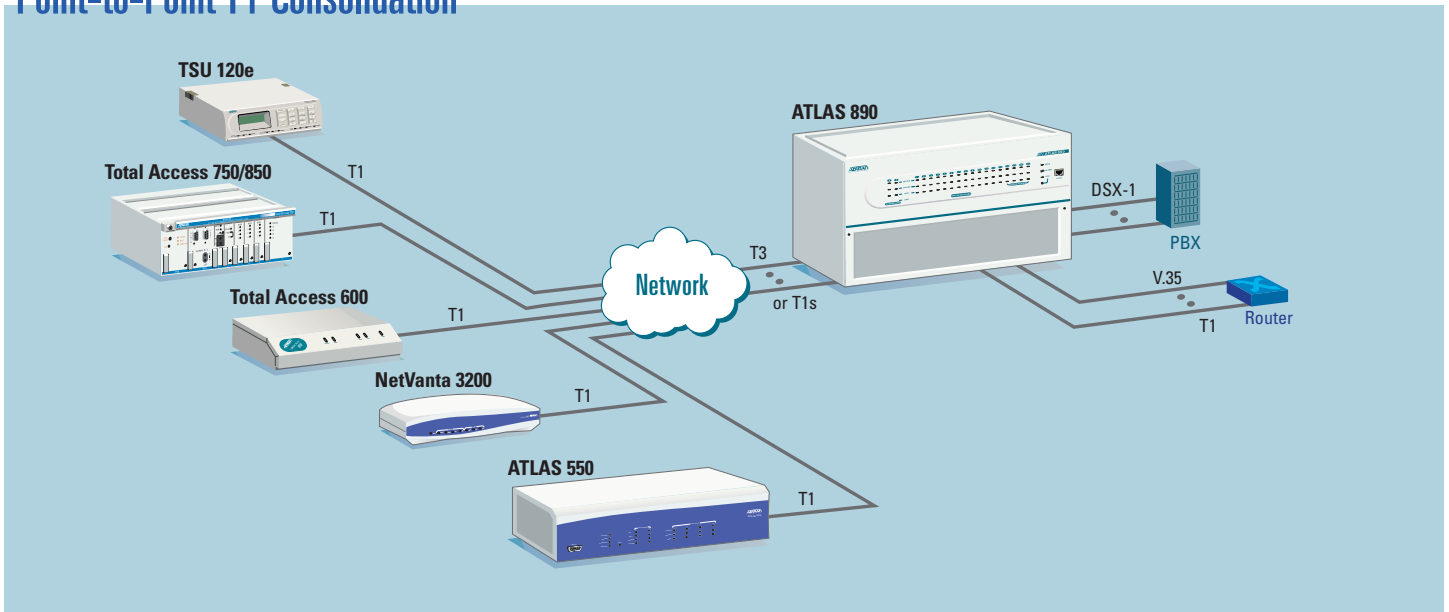 Point-to-Point T1 Consolidation
TSU 120e
T1
Total Access 750/850
T1
Total Access 600
T1
NetVanta 3200
T1
ATLAS 550
T1
Network
T3
or T1s
ATLAS 890
DSX-1
PBX
V.35
T1
Router